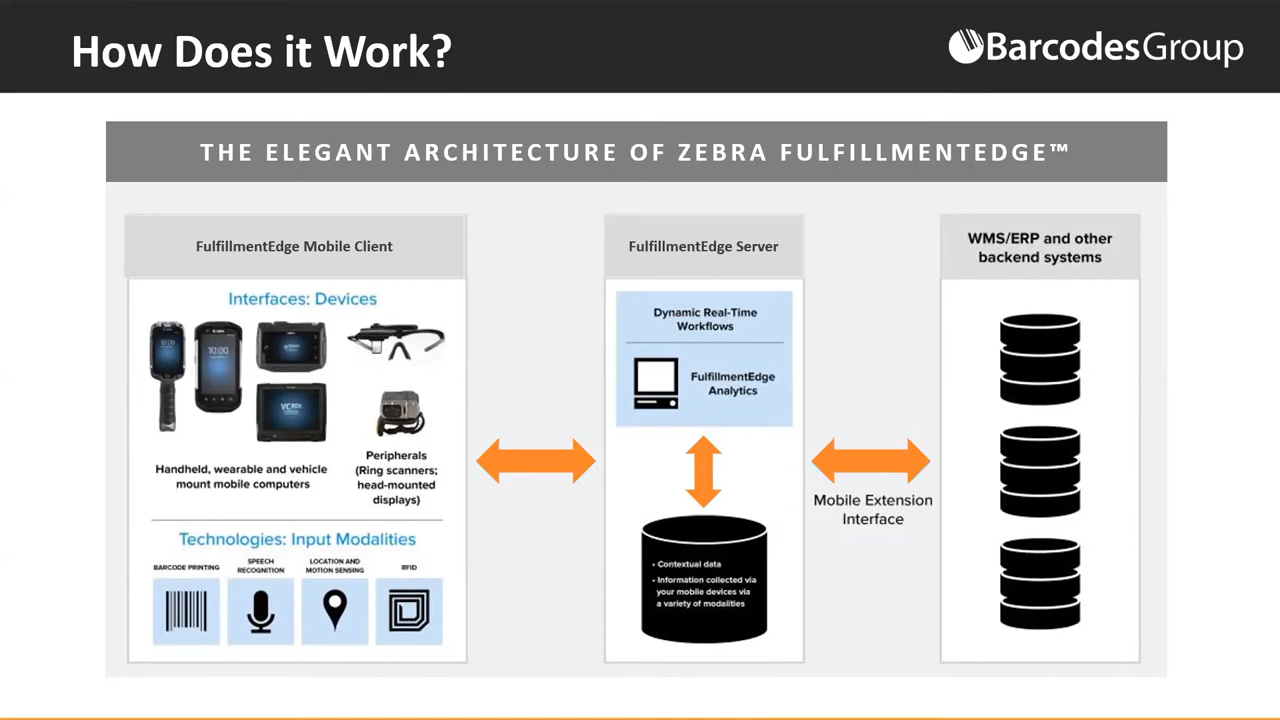 How Does it Work?
BarcodesGroup
THE ELEGANT ARCHITECTURE OF ZEBRA FULFILLMENTEDGE™
FulfillmentEdge Mobile Client
Interfaces: Devices
10:00
Handheld, wearable and vehicle
mount mobile computers
Peripherals
(Ring scanners;
head-mounted
displays)
Technologies: Input Modalities
BARCODE PRINTING
SPEECH
RECOGNITION
LOCATION AND
MOTION SENSING
RFID
FulfillmentEdge Server
Dynamic Real-Time
Workflows
FulfillmentEdge
Analytics
• Contextual data
• Information collected via
your mobile devices via
a variety of modalities
Mobile Extension
Interface
WMS/ERP and other
backend systems